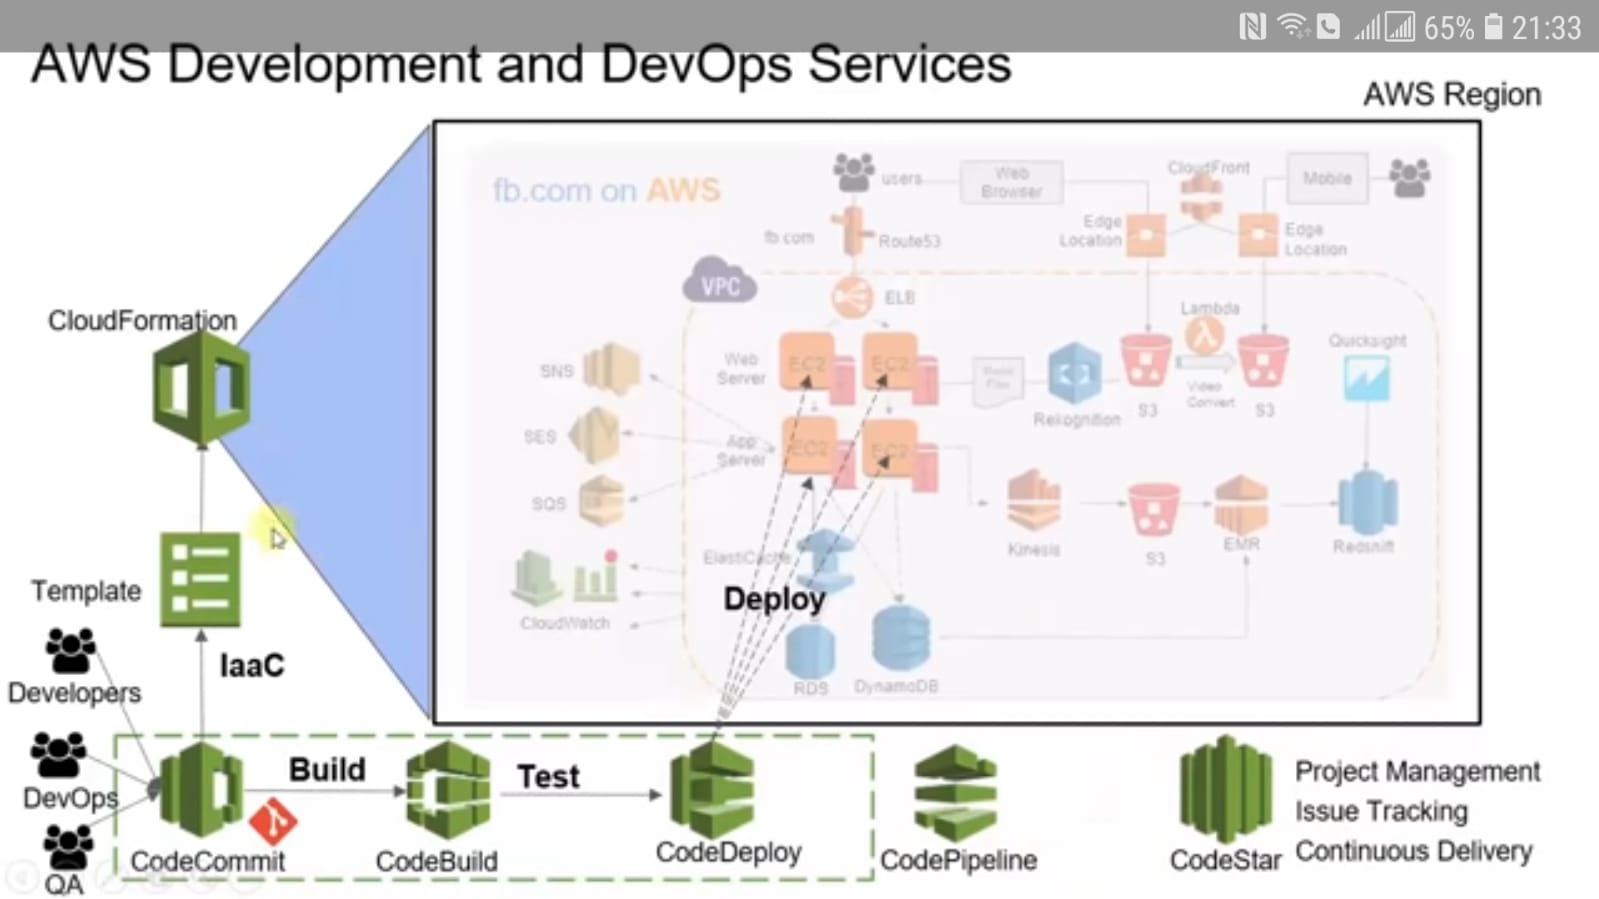 65% 21:33
AWS Development and DevOps Services
AWS Region
fb.com on AWS
users
Web
Browser
CloudFront
Mobile
fb.com
Route53
Edge
Location
Edge
Location
VPC
ELB
Lambda
Quicksight
CloudFormation
SNS
Web
Server
EC2
EC2
Rekognition
S3
Video
Convert
S3
SES
App
Server
EC2
EC2
SQS
Kinesis
S3
EMR
Redshift
ElastiCache
CloudWatch
Deploy
RDS
DynamoDB
Template
IaaC
Developers
DevOps
QA
Build
Test
CodeCommit
CodeBuild
CodeDeploy
CodePipeline
CodeStar
Project Management
Issue Tracking
Continuous Delivery